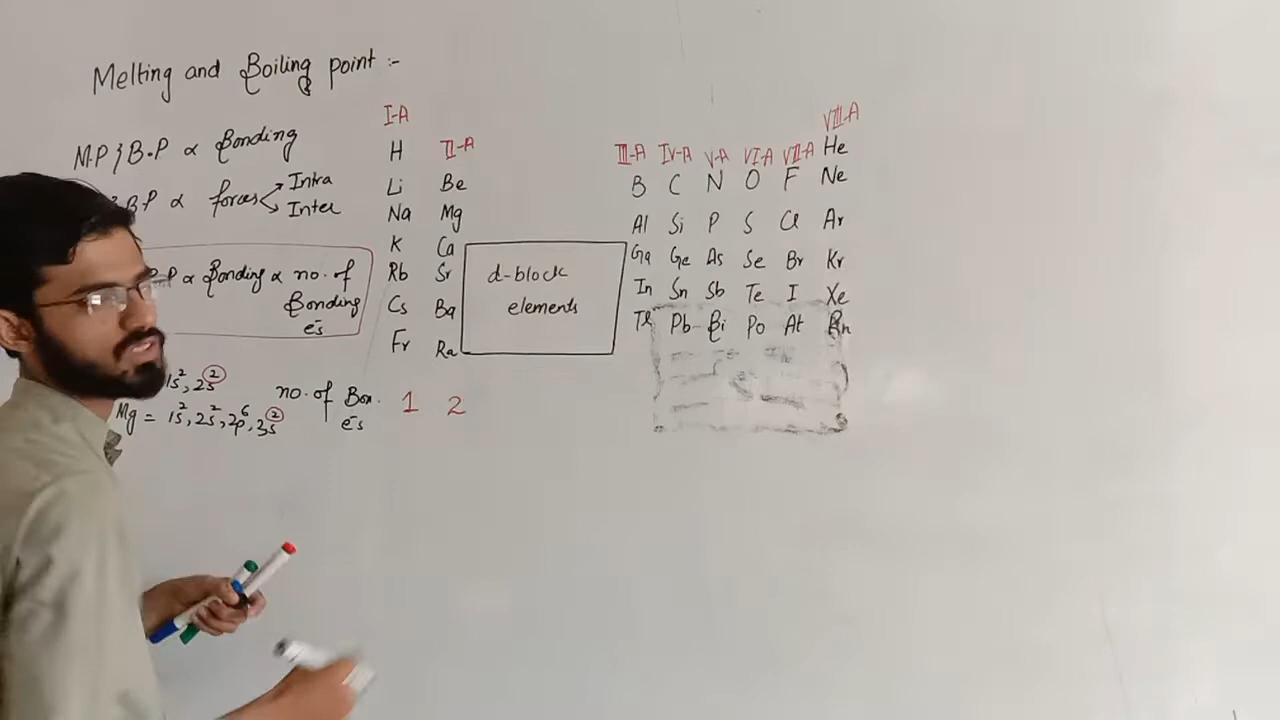 Melting and Boiling point :-
M.P & B.P ∝ Bonding
B.P ∝ forces Intra
Inter
P ∝ Bonding ∝ no. of
Bonding
e⁻s
1s², 2s²
Mg = 1s², 2s², 2p⁶, 3s²
no. of Bon. 1 2
e⁻s
I-A
H
Li
Na
K
Rb
Cs
Fr
II-A
Be
Mg
Ca
Sr
Ba
Ra
d-block
elements
III-A IV-A V-A VI-A VII-A VIII-A
He
B C N O F Ne
Al Si P S Cl Ar
Ga Ge As Se Br Kr
In Sn Sb Te I Xe
Tl Pb Bi Po At Rn